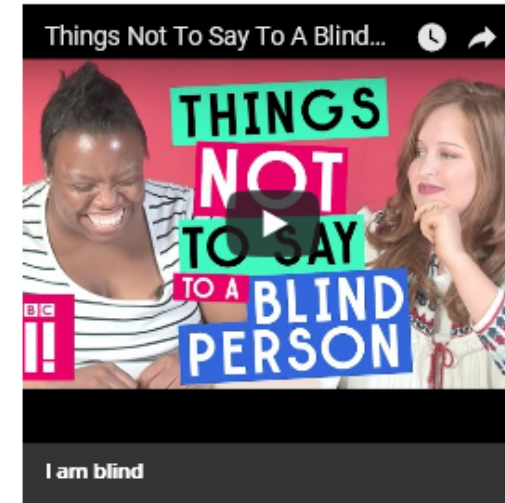 Things Not To Say To A Blind...
THINGS
NOT
TO SAY
TO A BLIND
PERSON
BBC
I am blind